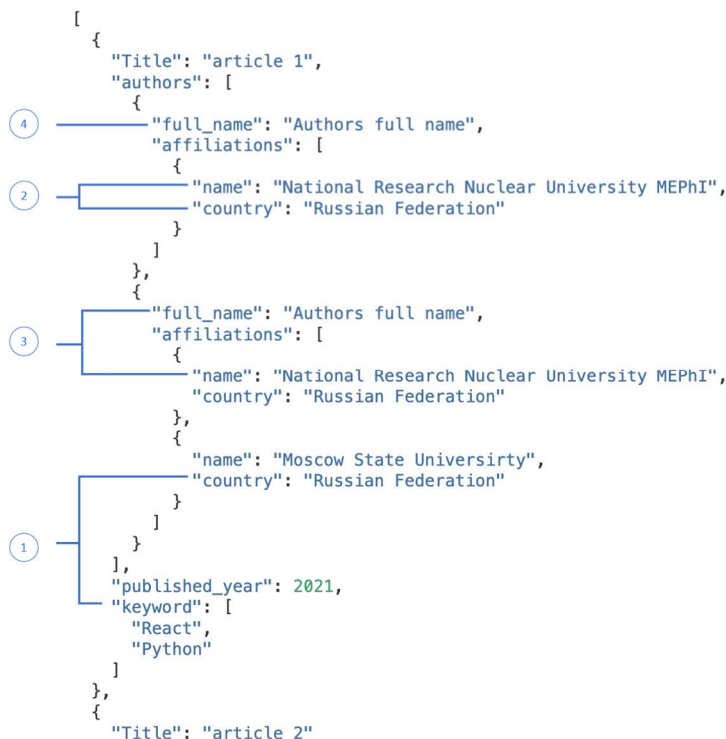 [
{
"Title": "article 1",
"authors": [
{
4 "full_name": "Authors full name",
"affiliations": [
{
2 "name": "National Research Nuclear University MEPhI",
"country": "Russian Federation"
}
]
},
{
"full_name": "Authors full name",
3 "affiliations": [
{
"name": "National Research Nuclear University MEPhI",
"country": "Russian Federation"
},
{
"name": "Moscow State Universirty",
"country": "Russian Federation"
}
]
1 }
],
"published_year": 2021,
"keyword": [
"React",
"Python"
]
},
{
"Title": "article 2"